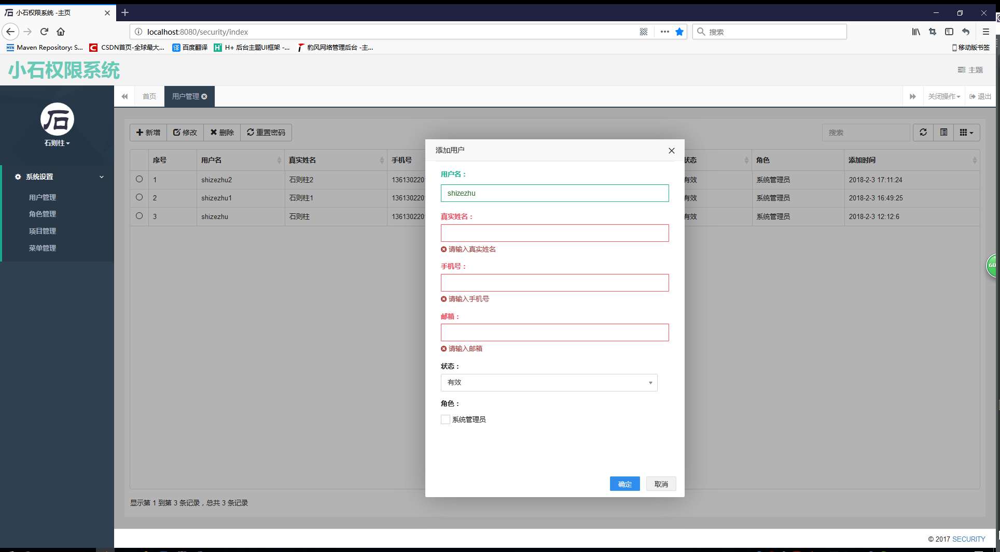 小石权限系统 -主页
localhost:8080/security/index
搜索
Maven Repository: S...
CSDN首页-全球最大...
百度翻译
H+ 后台主题UI框架 -...
豹风网络管理后台 -主...
移动版书签
小石权限系统
主题
首页
用户管理
关闭操作
退出
石则柱
系统设置
用户管理
角色管理
项目管理
菜单管理
新增
修改
删除
重置密码
搜索
序号 用户名 真实姓名 手机号 状态 角色 添加时间
1 shizezhu2 石则柱2 有效 系统管理员 2018-2-3 17:11:24
2 shizezhu1 石则柱1 有效 系统管理员 2018-2-3 16:49:25
3 shizezhu 石则柱 有效 系统管理员 2018-2-3 12:12:6
添加用户
用户名：
shizezhu
真实姓名：
请输入真实姓名
手机号：
请输入手机号
邮箱：
请输入邮箱
状态：
有效
角色：
系统管理员
确定
取消
显示第 1 到第 3 条记录，总共 3 条记录
60
© 2017 SECURITY